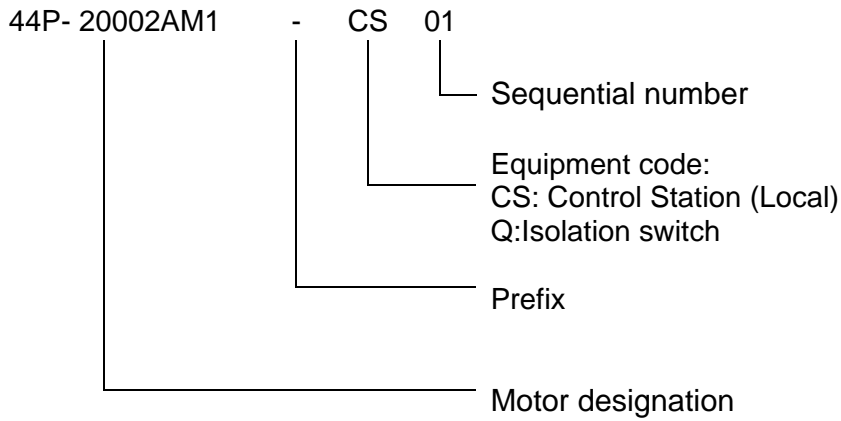 44P- 20002AM1 - CS 01
Sequential number
Equipment code:
CS: Control Station (Local)
Q:Isolation switch
Prefix
Motor designation